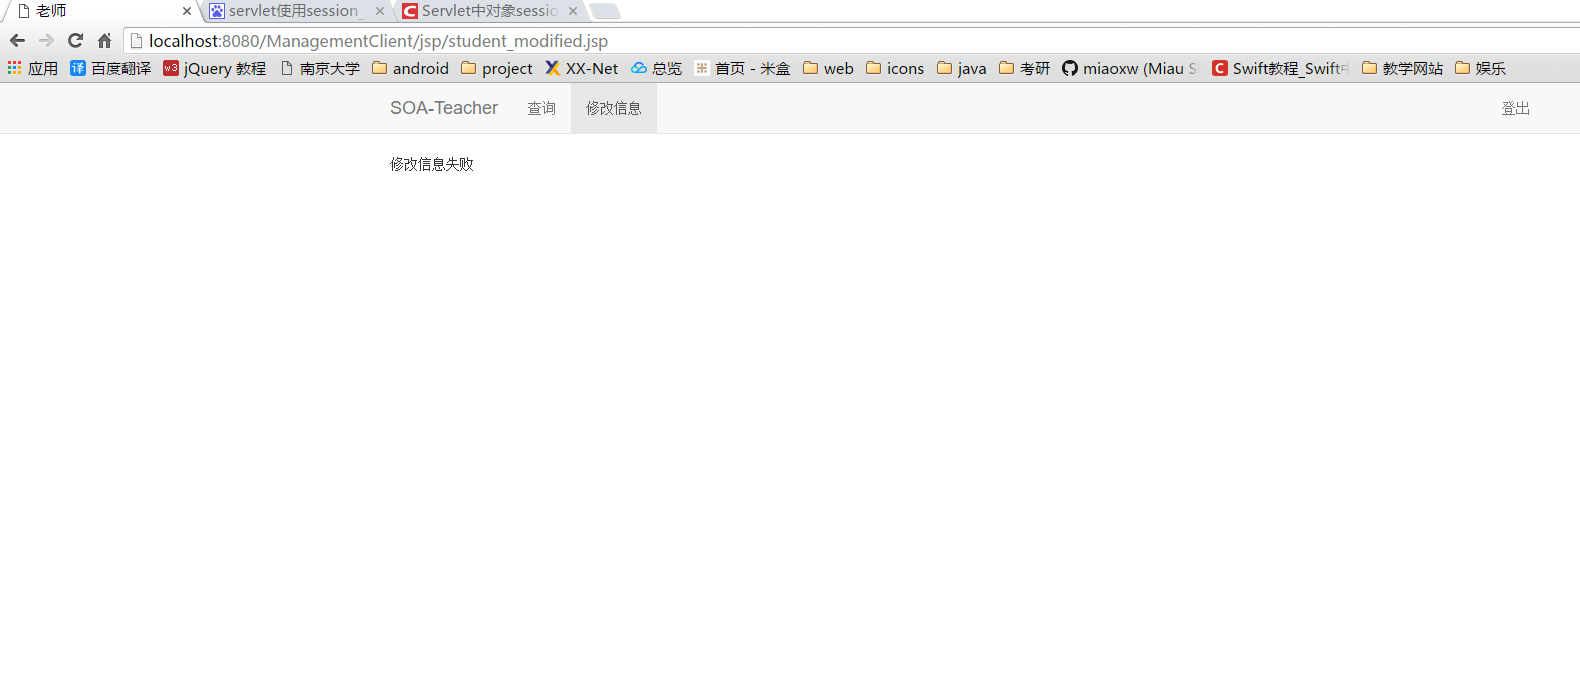 老师 servlet使用session_ Servlet中对象sessio
localhost:8080/ManagementClient/jsp/student_modified.jsp
应用 译 百度翻译 w3 jQuery 教程 南京大学 android project XX-Net 总览 米 首页 - 米盒 web icons java 考研 miaoxw (Miau S C Swift教程_Swift 教学网站 娱乐
SOA-Teacher 查询 修改信息 登出
修改信息失败